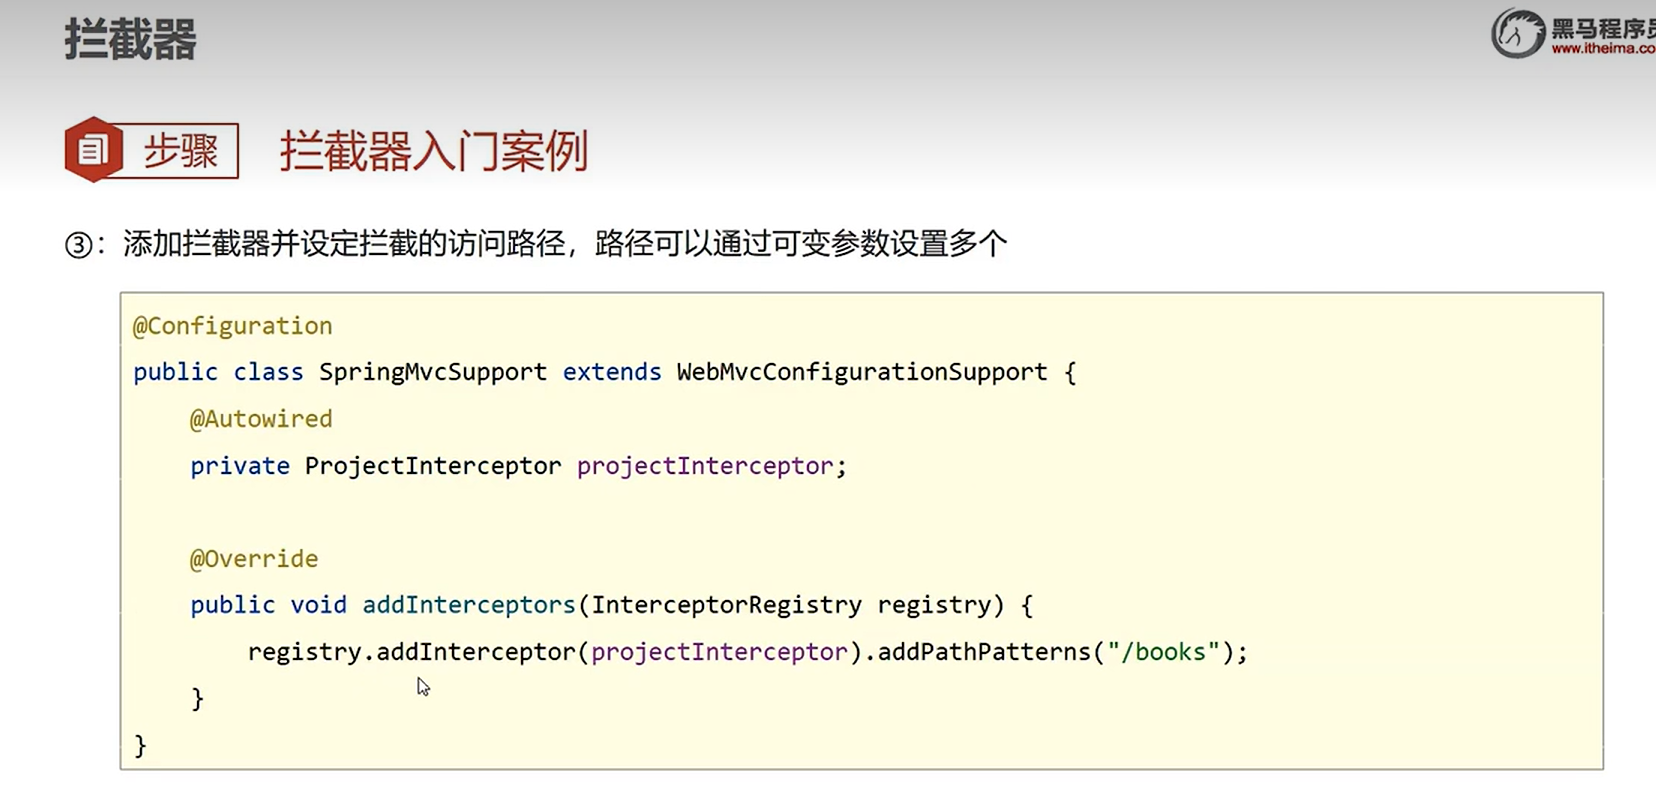 拦截器
黑马程序员
www.itheima.co
步骤
拦截器入门案例
③：添加拦截器并设定拦截的访问路径，路径可以通过可变参数设置多个
@Configuration
public class SpringMvcSupport extends WebMvcConfigurationSupport {
@Autowired
private ProjectInterceptor projectInterceptor;
@Override
public void addInterceptors(InterceptorRegistry registry) {
registry.addInterceptor(projectInterceptor).addPathPatterns("/books");
}
}